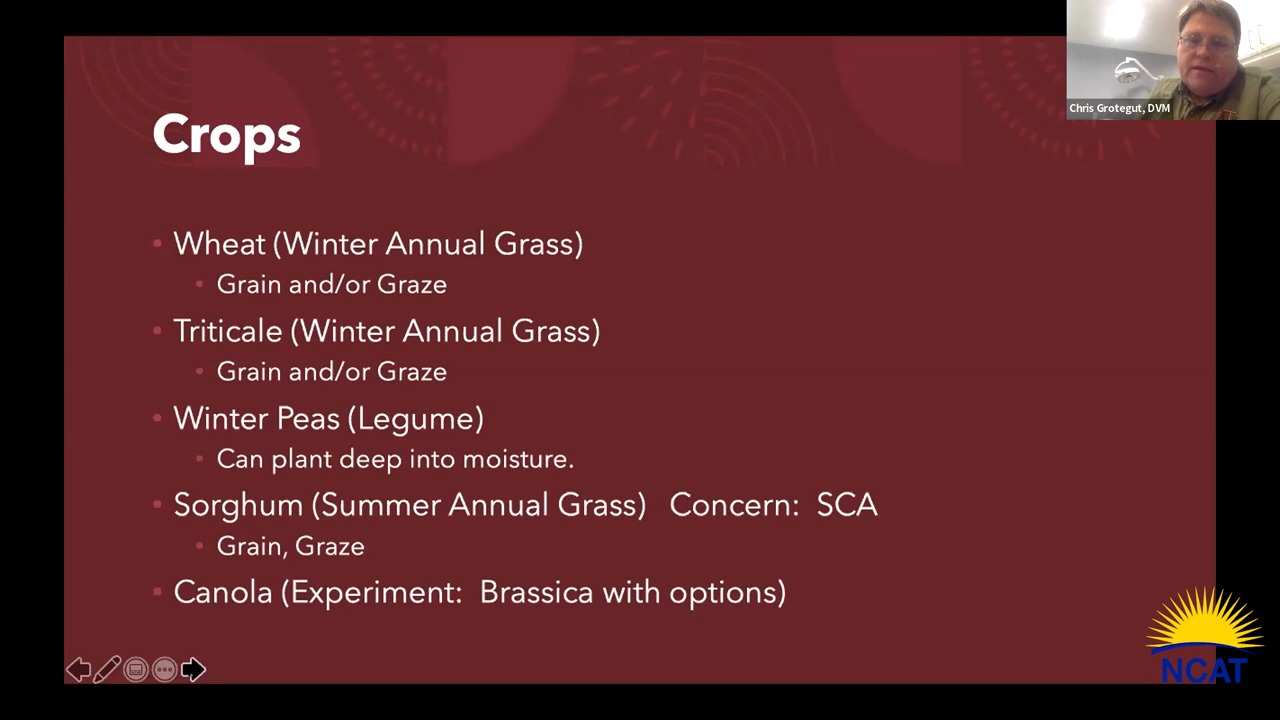 Chris Grotegut, DVM
Crops
Wheat (Winter Annual Grass)
Grain and/or Graze
Triticale (Winter Annual Grass)
Grain and/or Graze
Winter Peas (Legume)
Can plant deep into moisture.
Sorghum (Summer Annual Grass) Concern: SCA
Grain, Graze
Canola (Experiment: Brassica with options)
NCAT